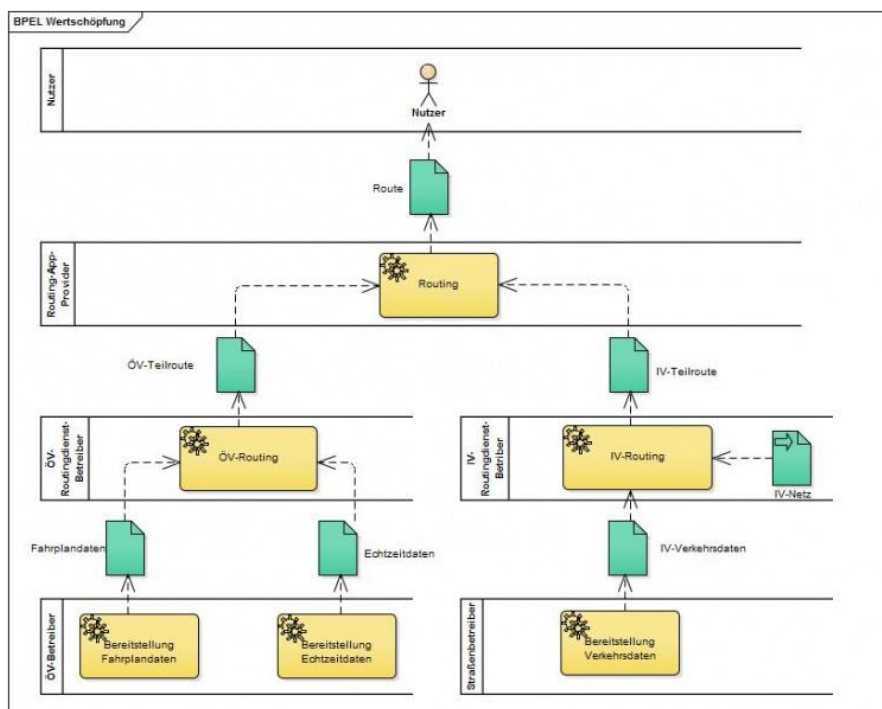 BPEL Wertschöpfung
Nutzer
Nutzer
Route
Routing-App-
Provider
Routing
ÖV-Teilroute
IV-Teilroute
ÖV-
Routingdienst-
Betreiber
ÖV-Routing
IV-
Routingdienst-
Betriber
IV-Routing
IV-Netz
Fahrplandaten
Echtzeitdaten
IV-Verkehrsdaten
ÖV-Betreiber
Bereitstellung
Fahrplandaten
Bereitstellung
Echtzeitdaten
Straßenbetreiber
Bereitstellung
Verkehrsdaten